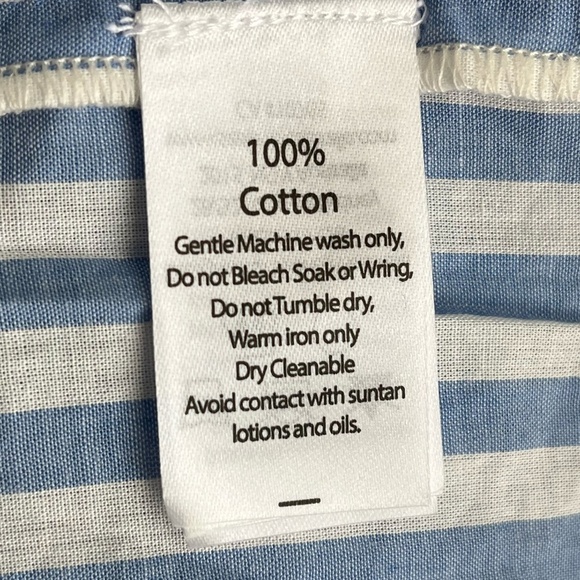 100%
Cotton
Gentle Machine wash only,
Do not Bleach Soak or Wring,
Do not Tumble dry,
Warm iron only
Dry Cleanable
Avoid contact with suntan
lotions and oils.